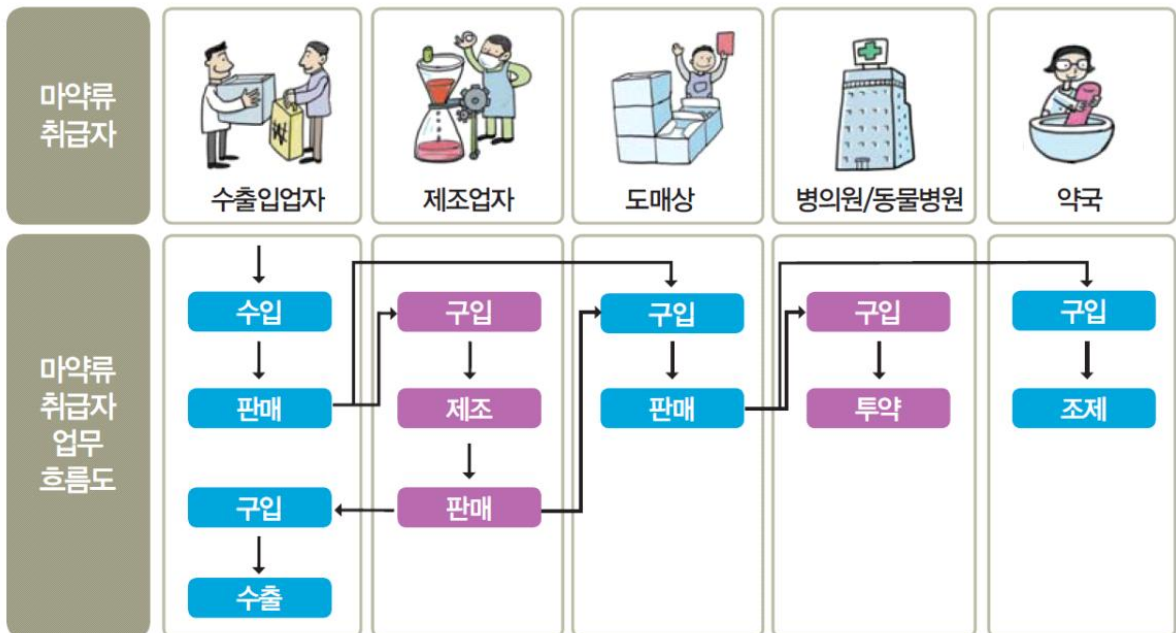 마약류
취급자
수출입업자
제조업자
도매상
병의원/동물병원
약국
마약류
취급자
업무
흐름도
수입
판매
구입
수출
구입
제조
판매
구입
판매
구입
투약
구입
조제